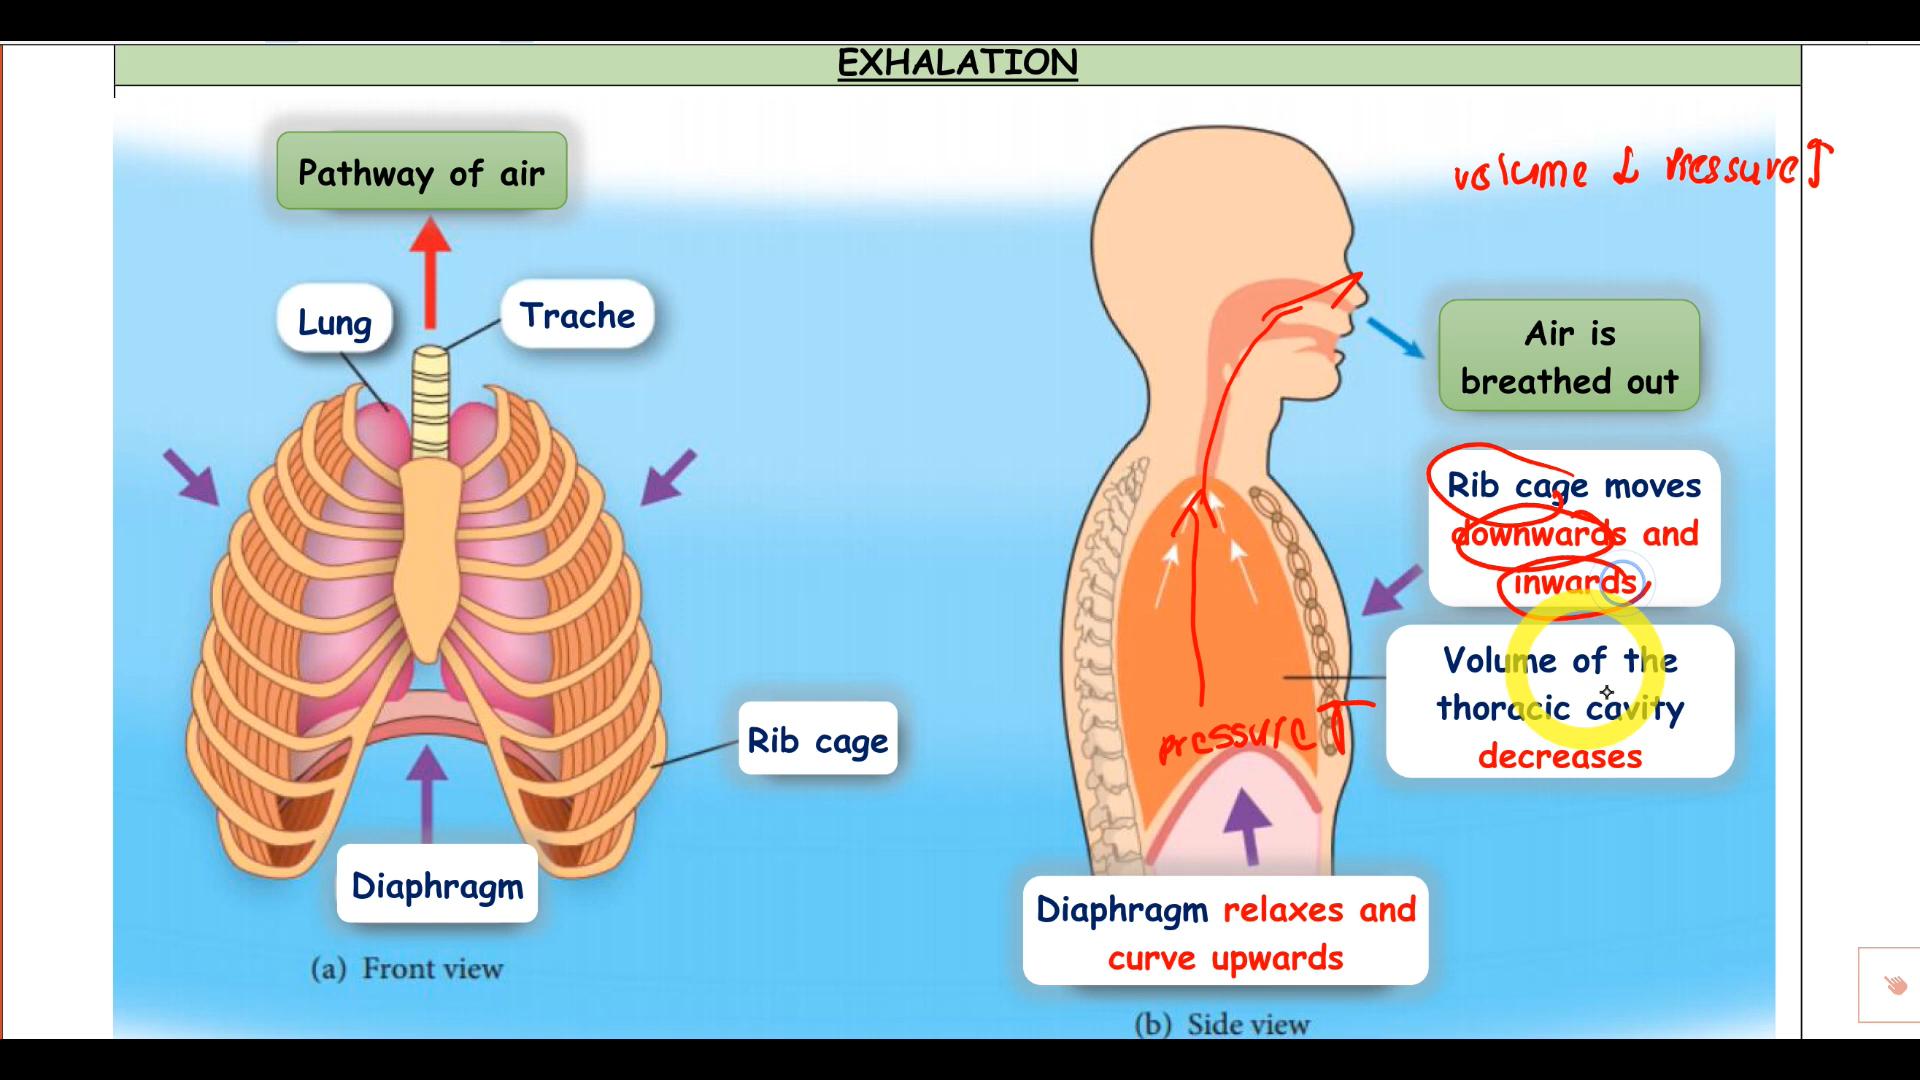 EXHALATION
Pathway of air
volume ↓ Pressure ↑
Lung
Trache
Air is
breathed out
Rib cage moves
downwards and
inwards
Volume of the
thoracic cavity
decreases
pressure ↑
Rib cage
Diaphragm
Diaphragm relaxes and
curve upwards
(a) Front view
(b) Side view